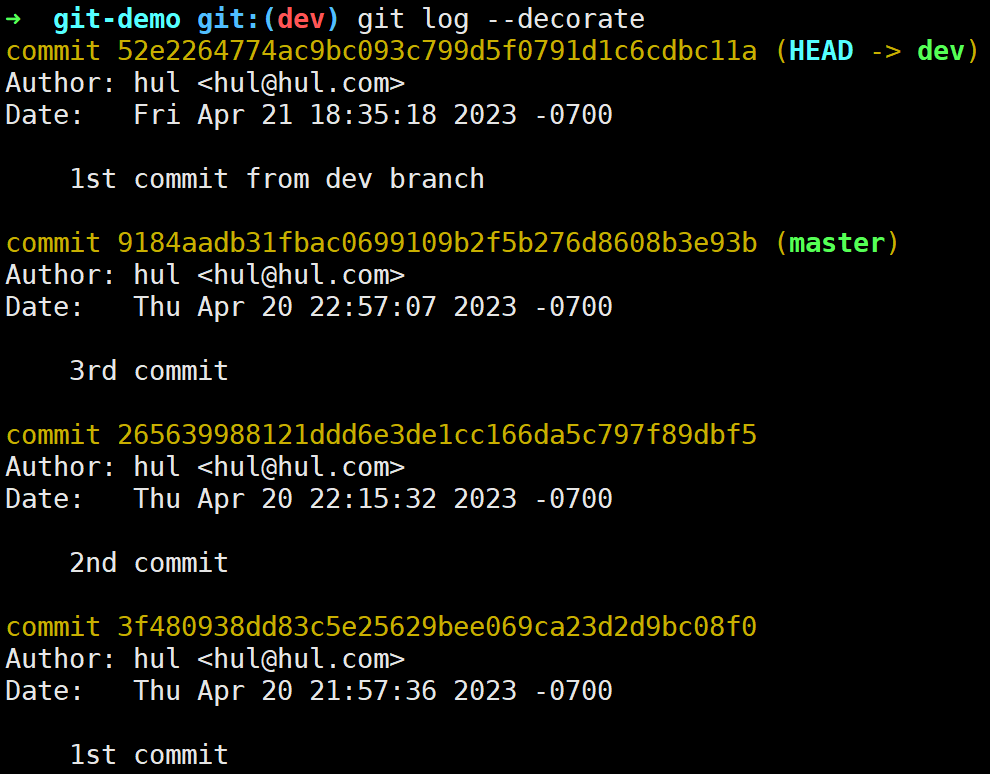 ➜  git-demo git:(dev) git log --decorate
commit 52e2264774ac9bc093c799d5f0791d1c6cdbc11a (HEAD -> dev)
Author: hul <hul@hul.com>
Date:   Fri Apr 21 18:35:18 2023 -0700
    1st commit from dev branch
commit 9184aadb31fbac0699109b2f5b276d8608b3e93b (master)
Author: hul <hul@hul.com>
Date:   Thu Apr 20 22:57:07 2023 -0700
    3rd commit
commit 265639988121ddd6e3de1cc166da5c797f89dbf5
Author: hul <hul@hul.com>
Date:   Thu Apr 20 22:15:32 2023 -0700
    2nd commit
commit 3f480938dd83c5e25629bee069ca23d2d9bc08f0
Author: hul <hul@hul.com>
Date:   Thu Apr 20 21:57:36 2023 -0700
    1st commit